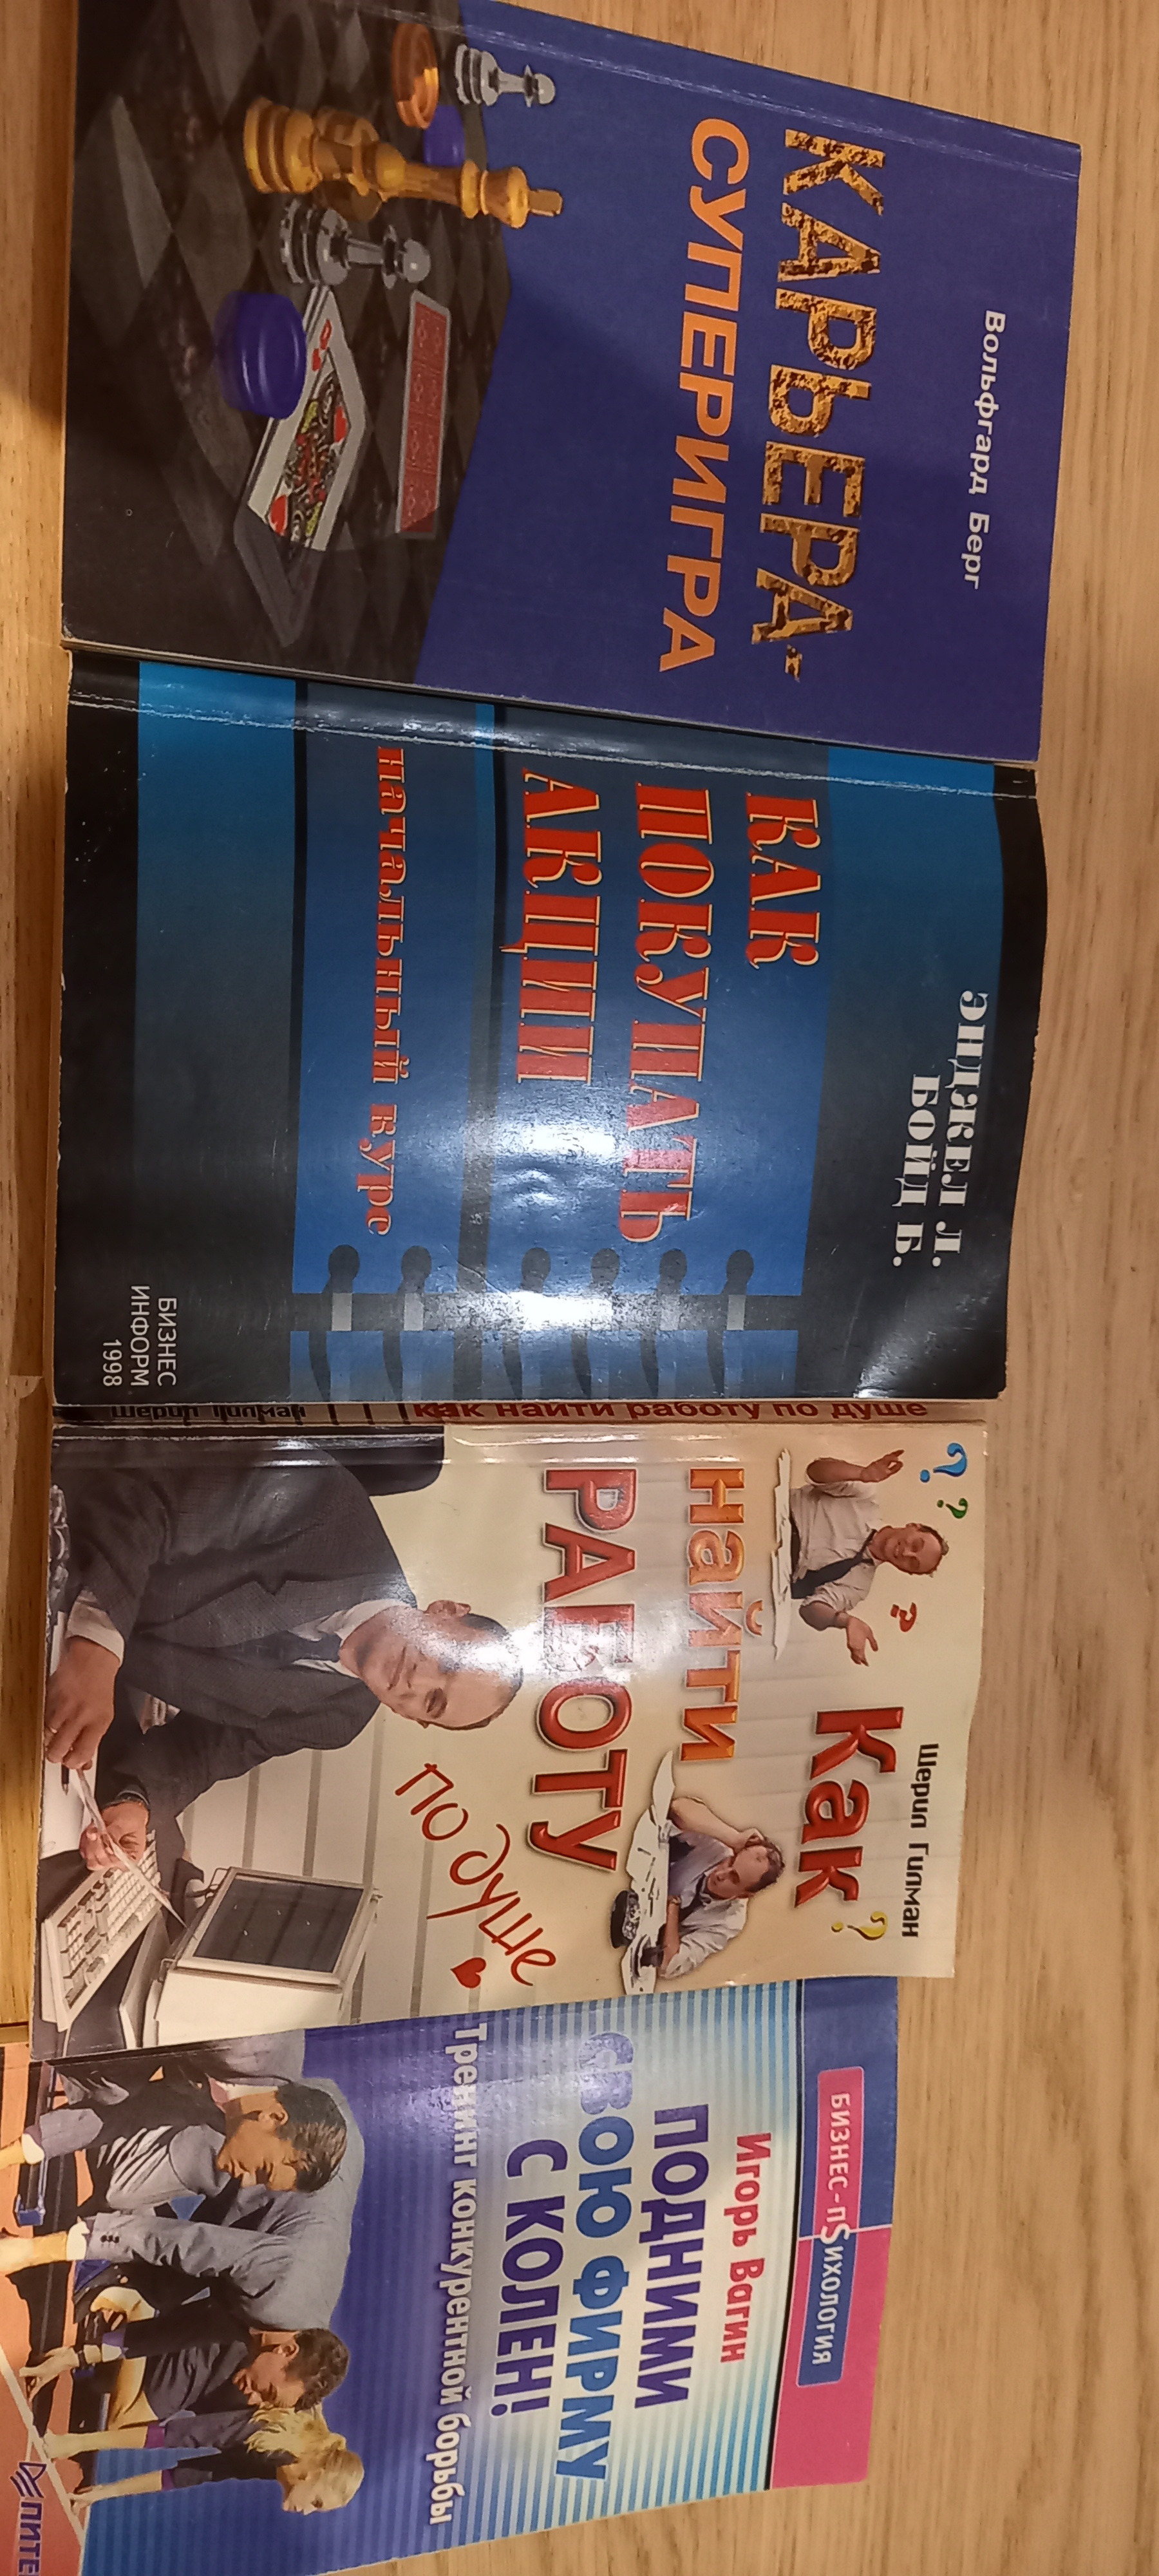 Вольфгард Берг
КАРЬЕРА-
СУПЕРИГРА
ЭНДЖЕЛ Л.
БОЙД Б.
КАК
ПОКУПАТЬ
АКЦИИ
начальный курс
БИЗНЕС
ИНФОРМ
1998
Шерил Гилман
Как найти работу по душе
? ?
?
Шерил Гилман
Как?
найти
РАБОТУ
по душе
БИЗНЕС-ПSИХОЛОГИЯ
Игорь Вагин
ПОДНИМИ
СВОЮ ФИРМУ
С КОЛЕН!
Тренинг конкурентной борьбы
ПИТЕ